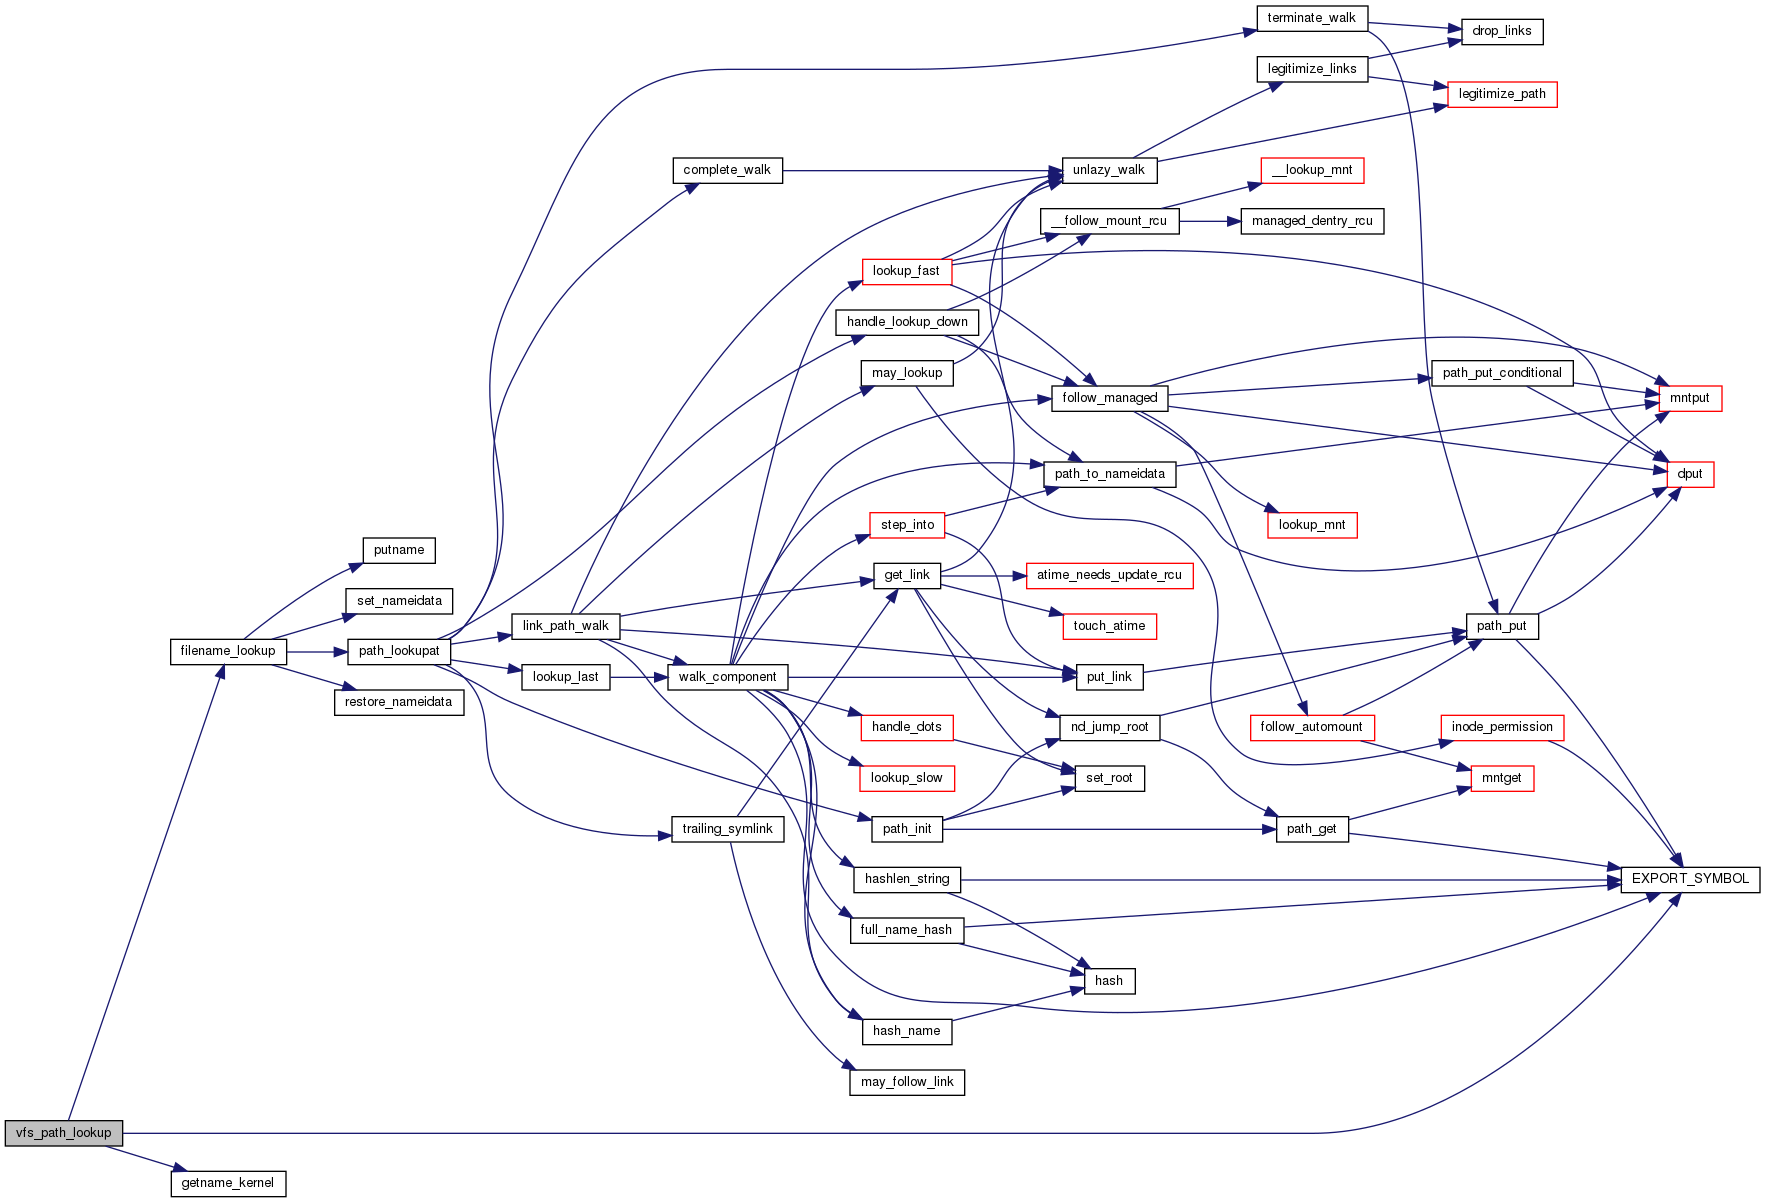 terminate_walk
drop_links
legitimize_links
legitimize_path
complete_walk
unlazy_walk
__lookup_mnt
__follow_mount_rcu
managed_dentry_rcu
lookup_fast
handle_lookup_down
may_lookup
path_put_conditional
follow_managed
mntput
path_to_nameidata
dput
step_into
lookup_mnt
putname
get_link
atime_needs_update_rcu
set_nameidata
link_path_walk
touch_atime
path_put
filename_lookup
path_lookupat
lookup_last
walk_component
put_link
restore_nameidata
handle_dots
nd_jump_root
follow_automount
inode_permission
lookup_slow
set_root
mntget
trailing_symlink
path_init
path_get
hashlen_string
EXPORT_SYMBOL
full_name_hash
hash
hash_name
may_follow_link
vfs_path_lookup
getname_kernel